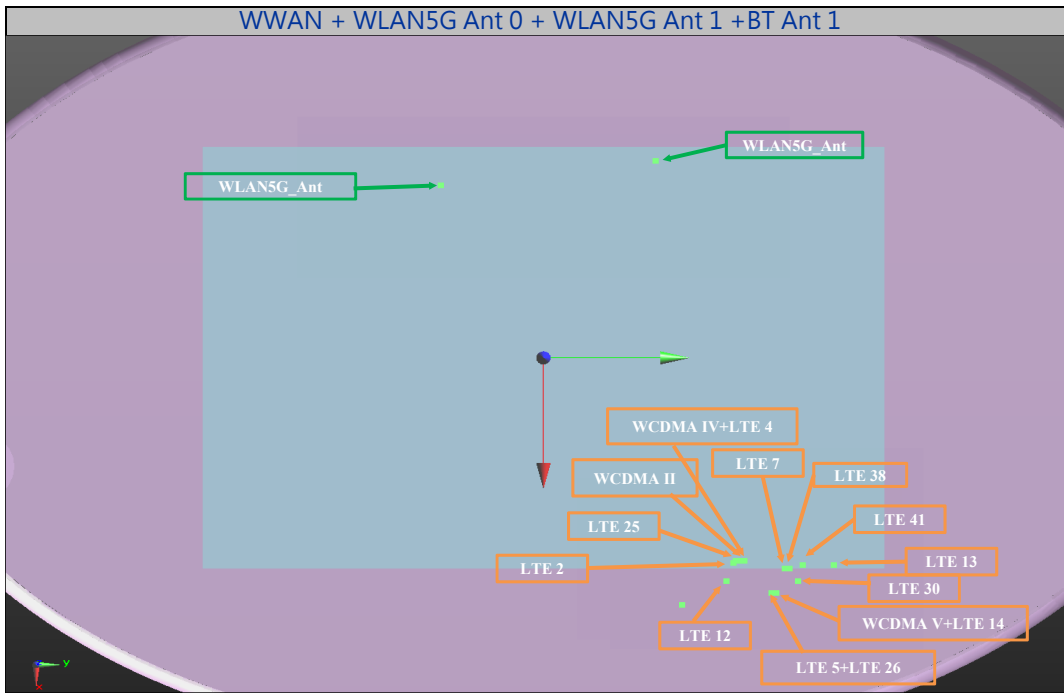 WWAN + WLAN5G Ant 0 + WLAN5G Ant 1 +BT Ant 1
WLAN5G_Ant
WLAN5G_Ant
WCDMA IV+LTE 4
LTE 7
LTE 38
WCDMA II
LTE 25
LTE 41
LTE 2
LTE 13
LTE 30
WCDMA V+LTE 14
LTE 12
LTE 5+LTE 26
Y
X